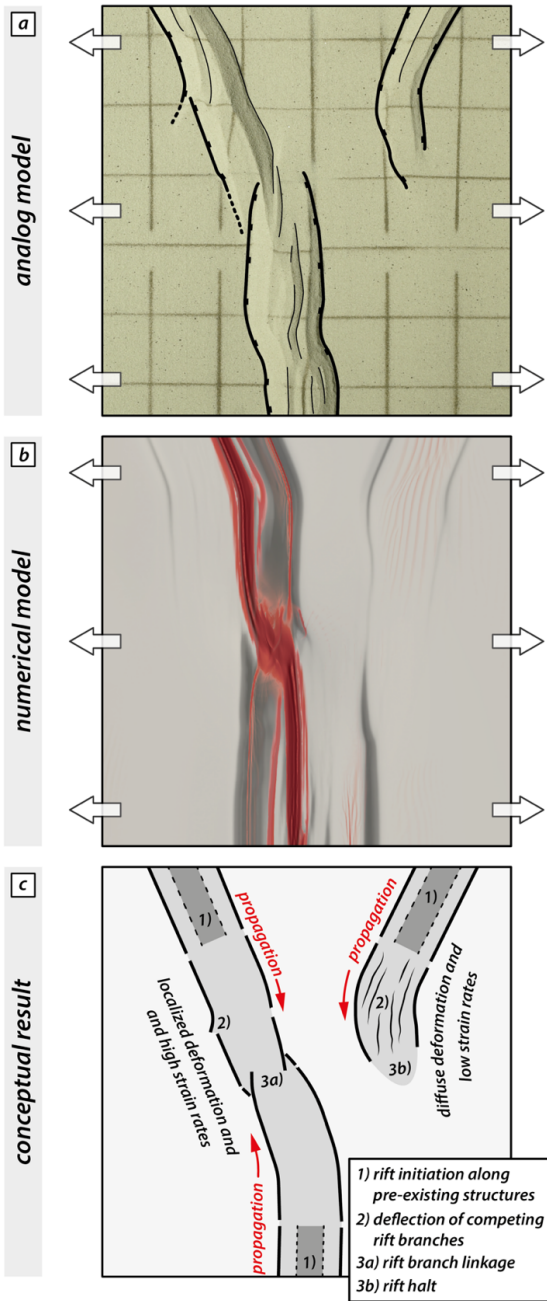 a
analog model
b
numerical model
c
conceptual result
1)
propagation
propagation
1)
2)
localized deformation and
and high strain rates
2)
diffuse deformation and
low strain rates
3a)
3b)
propagation
1)
1) rift initiation along
pre-existing structures
2) deflection of competing
rift branches
3a) rift branch linkage
3b) rift halt